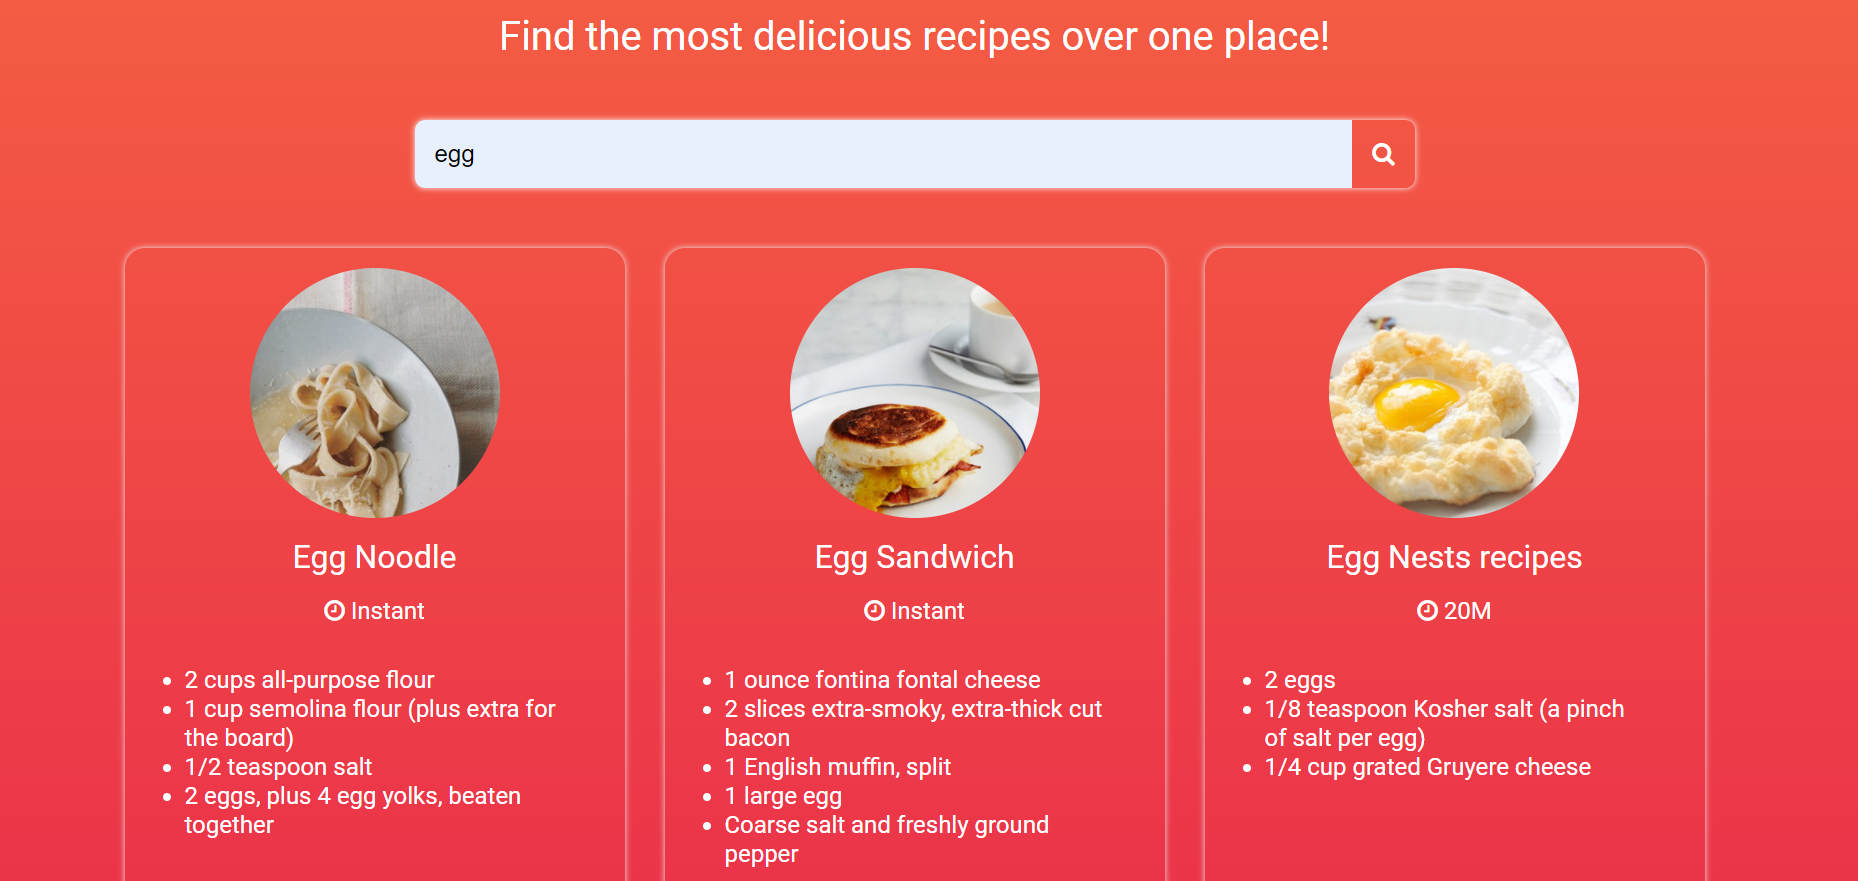 Find the most delicious recipes over one place!
egg
Egg Noodle
Instant
2 cups all-purpose flour
1 cup semolina flour (plus extra for
the board)
1/2 teaspoon salt
2 eggs, plus 4 egg yolks, beaten
together
Egg Sandwich
Instant
1 ounce fontina fontal cheese
2 slices extra-smoky, extra-thick cut
bacon
1 English muffin, split
1 large egg
Coarse salt and freshly ground
pepper
Egg Nests recipes
20M
2 eggs
1/8 teaspoon Kosher salt (a pinch
of salt per egg)
1/4 cup grated Gruyere cheese